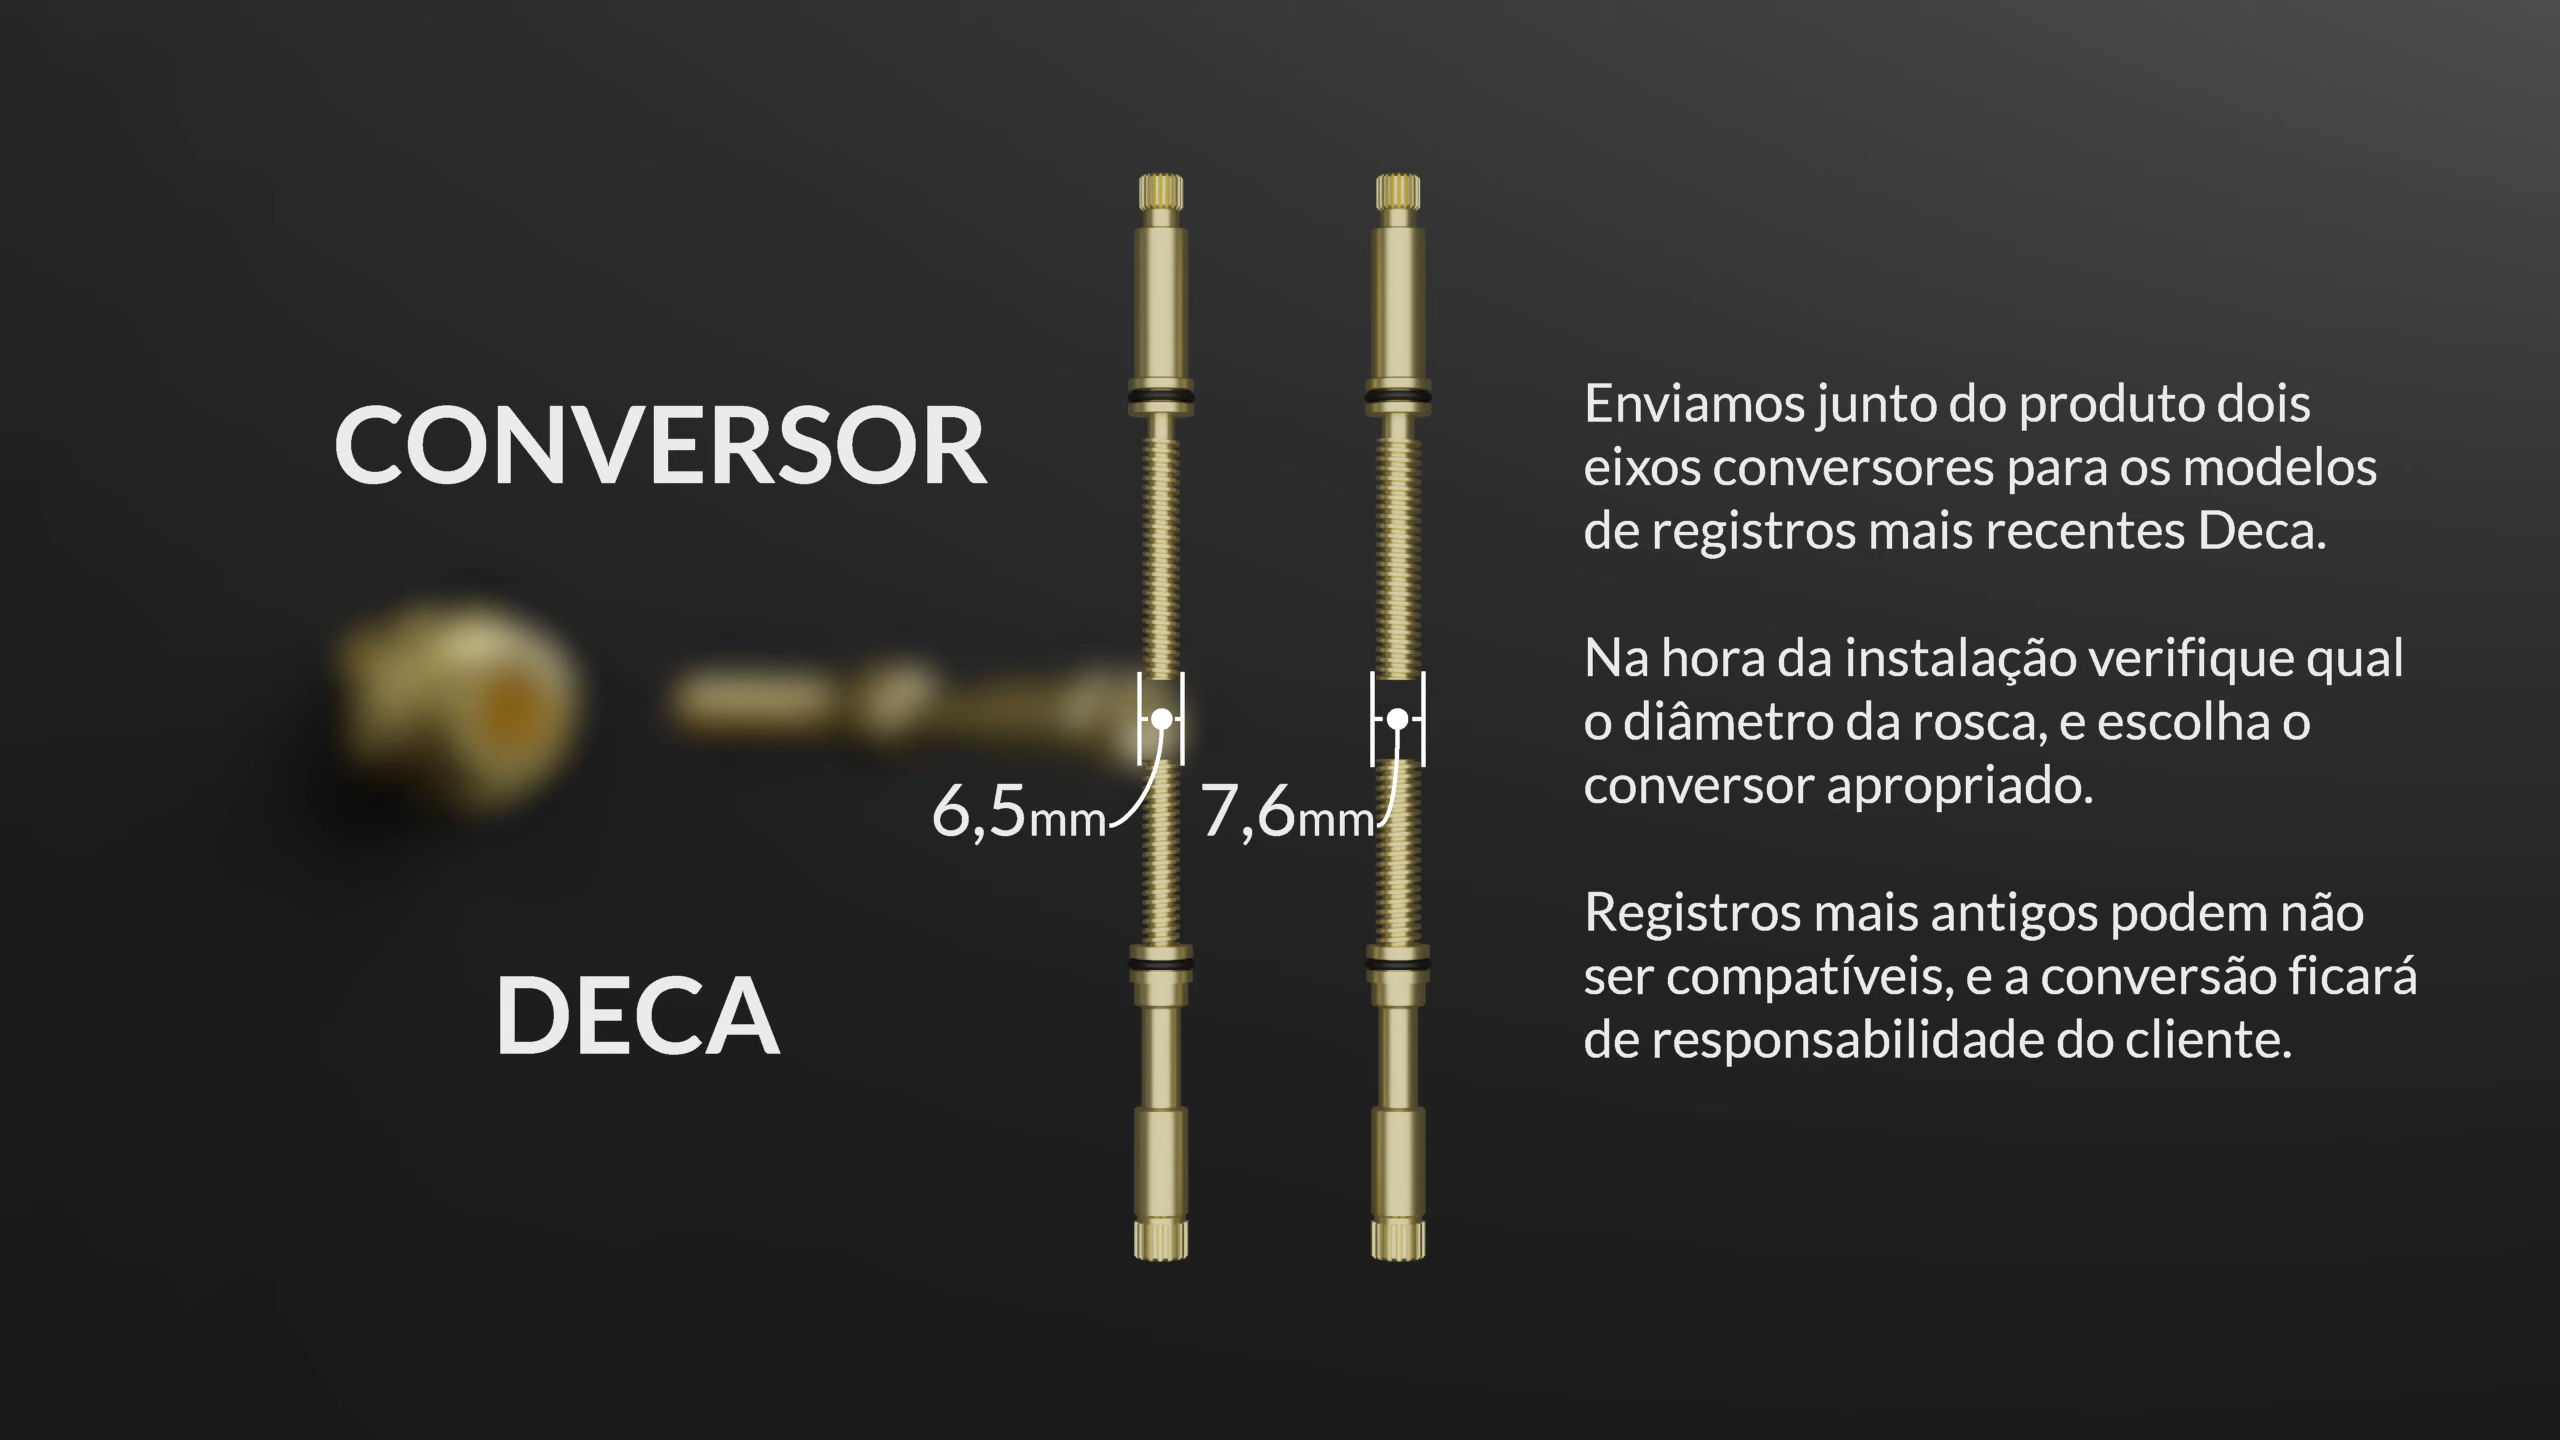 CONVERSOR
DECA
6,5mm
7,6mm
Enviamos junto do produto dois
eixos conversores para os modelos
de registros mais recentes Deca.
Na hora da instalação verifique qual
o diâmetro da rosca, e escolha o
conversor apropriado.
Registros mais antigos podem não
ser compatíveis, e a conversão ficará
de responsabilidade do cliente.